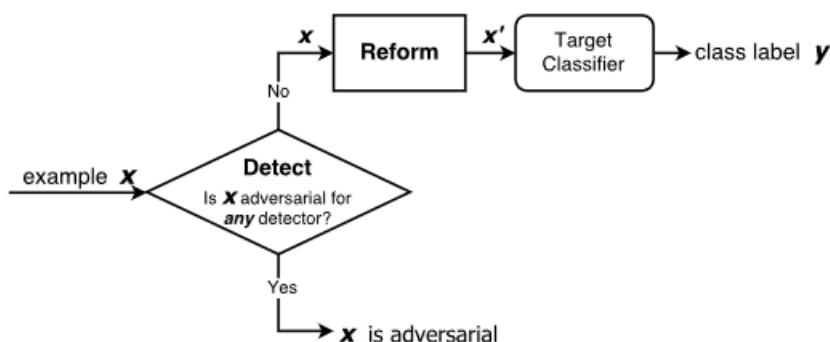 x
Reform
x'
Target
Classifier
class label y
No
example x
Detect
Is x adversarial for
any detector?
Yes
x is adversarial